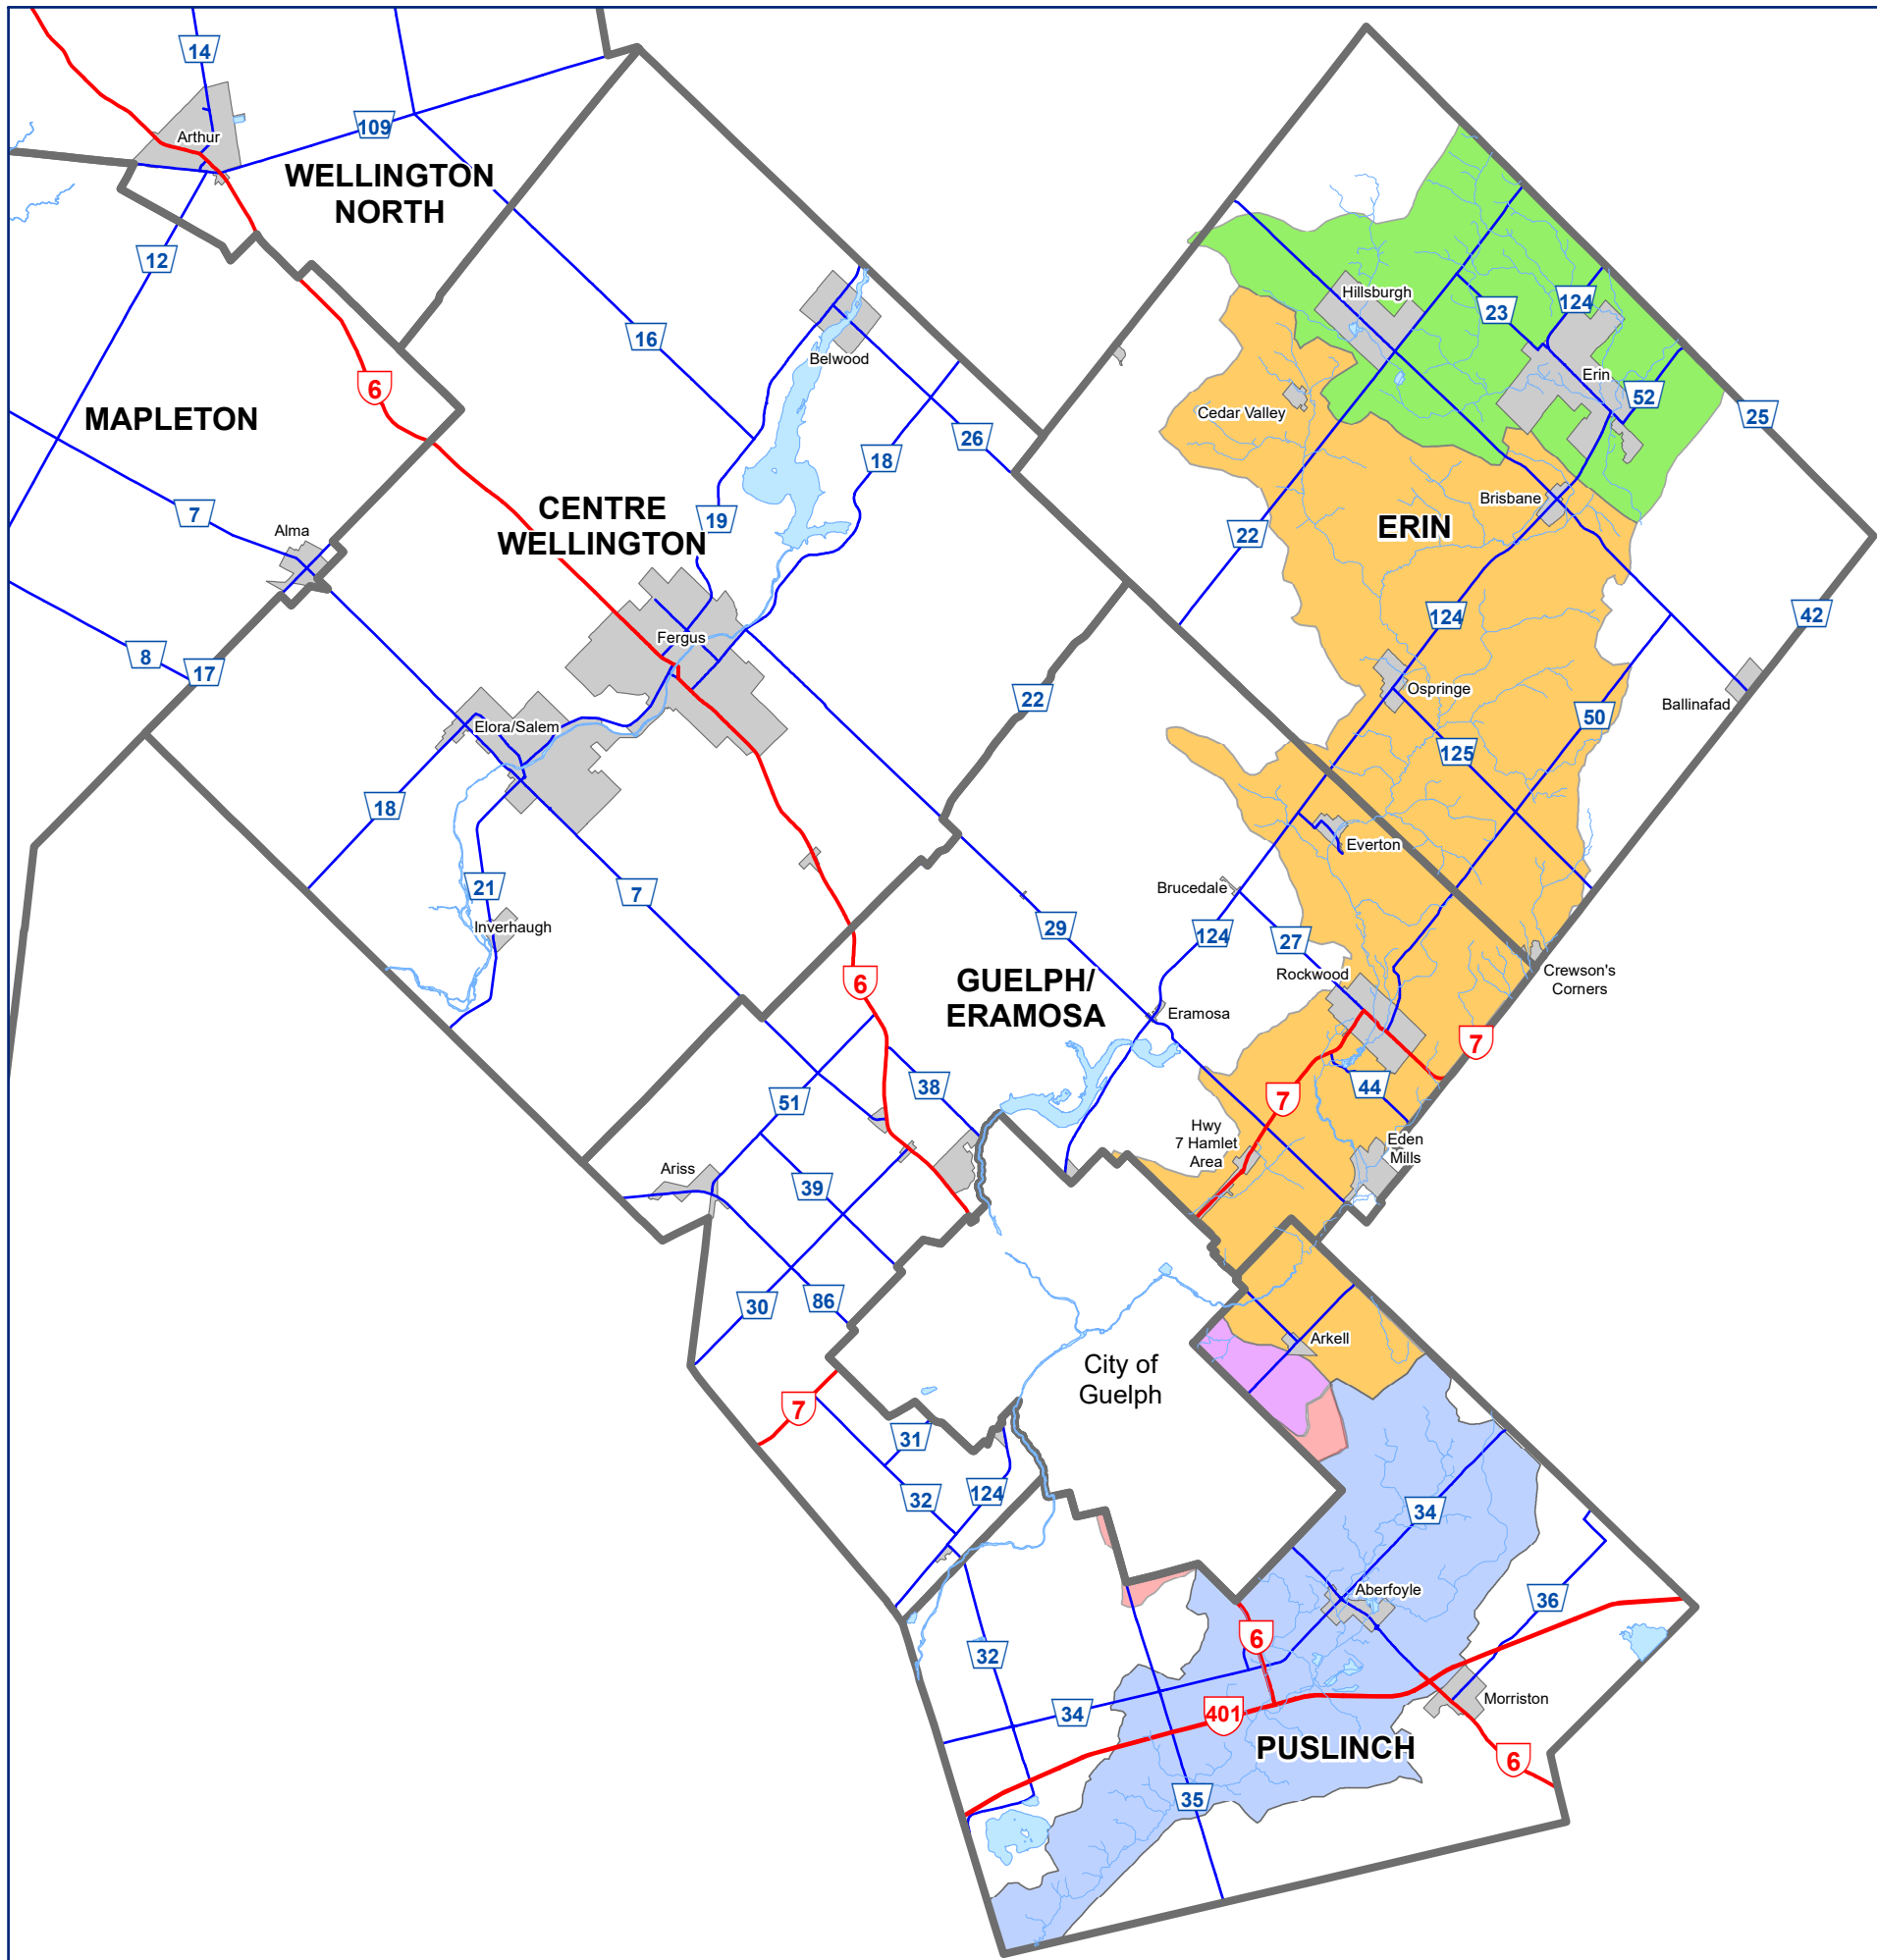 14
Arthur
109
WELLINGTON
NORTH
12
6
16
MAPLETON
Belwood
26
18
7
Alma
CENTRE
WELLINGTON
19
8
17
Fergus
Elora/Salem
18
21
Inverhaugh
7
22
29
6
GUELPH/
ERAMOSA
51
38
Ariss
39
30
86
7
31
32
124
City of
Guelph
Hillsburgh
23
124
Erin
52
25
Cedar Valley
Brisbane
ERIN
22
124
42
Ospringe
50
Ballinafad
125
Everton
Brucedale
124
27
Rockwood
Crewson's
Corners
Eramosa
7
7
44
Hwy
7 Hamlet
Area
Eden
Mills
Arkell
34
Aberfoyle
36
6
32
34
401
Morriston
PUSLINCH
6
35